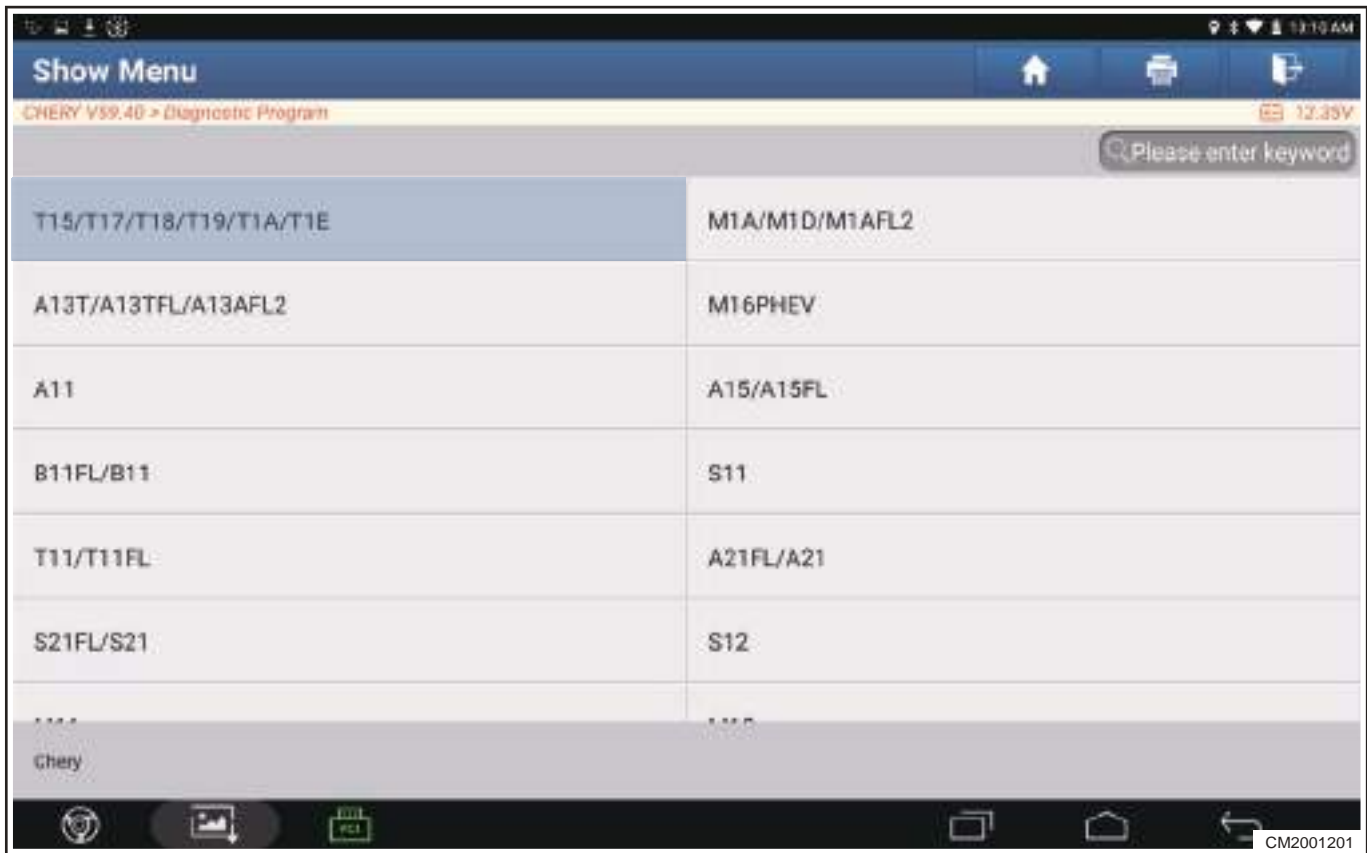 Show Menu
CHERY V59.40 > Diagnostic Program
12.35V
Please enter keyword
T15/T17/T18/T19/T1A/T1E
M1A/M1D/M1AFL2
A13T/A13TFL/A13AFL2
M16PHEV
A11
A15/A15FL
B11FL/B11
S11
T11/T11FL
A21FL/A21
S21FL/S21
S12
Chery
CM2001201